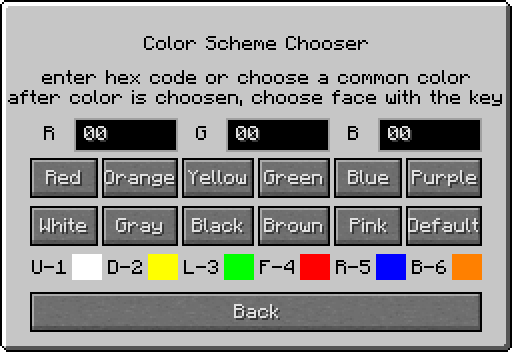 Color Scheme Chooser
enter hex code or choose a common color
after color is choosen, choose face with the key
R 00 G 00 B 00
Red Orange Yellow Green Blue Purple
White Gray Black Brown Pink Default
U-1 D-2 L-3 F-4 R-5 B-6
Back